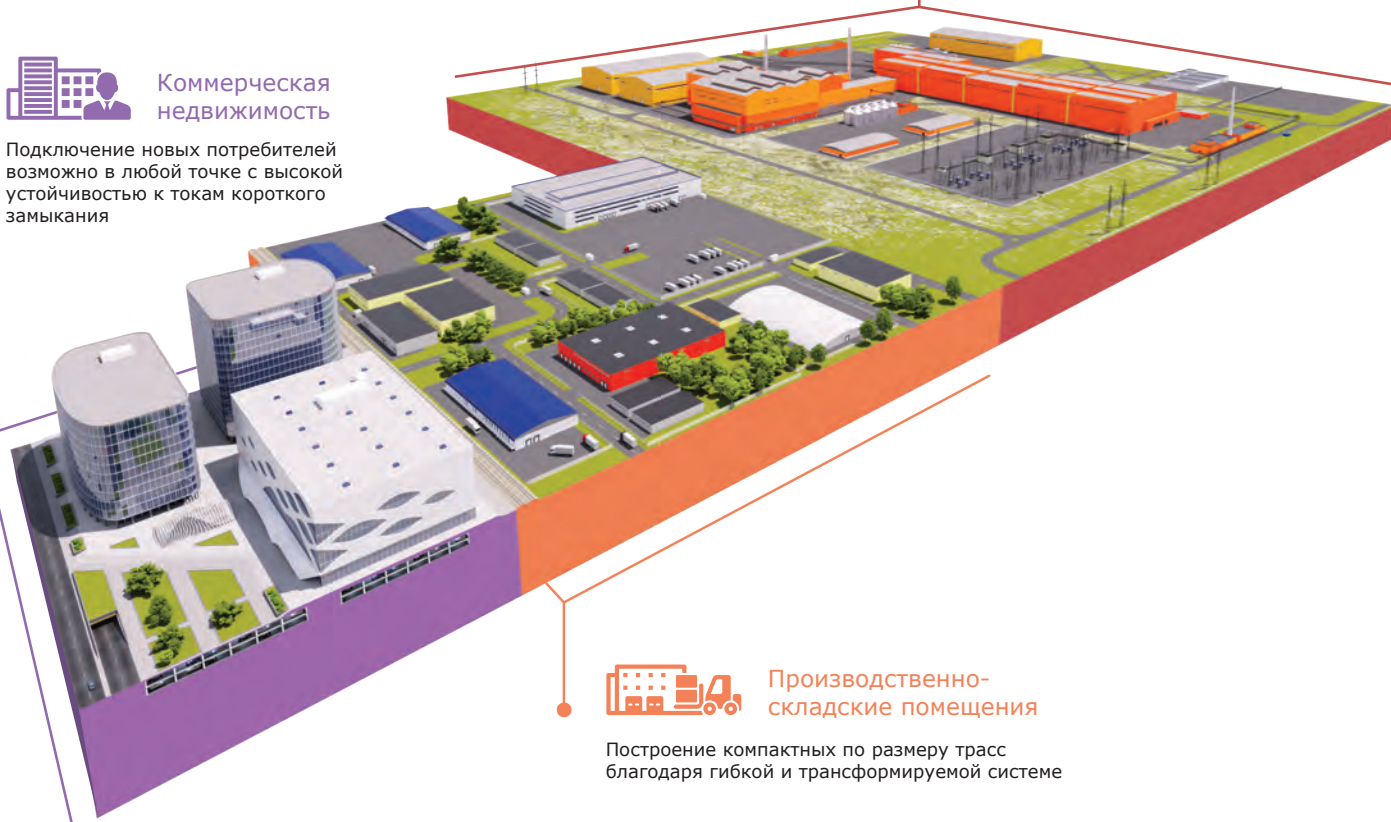 Коммерческая
недвижимость
Подключение новых потребителей
возможно в любой точке с высокой
устойчивостью к токам короткого
замыкания
Производственно-
складские помещения
Построение компактных по размеру трасс
благодаря гибкой и трансформируемой системе